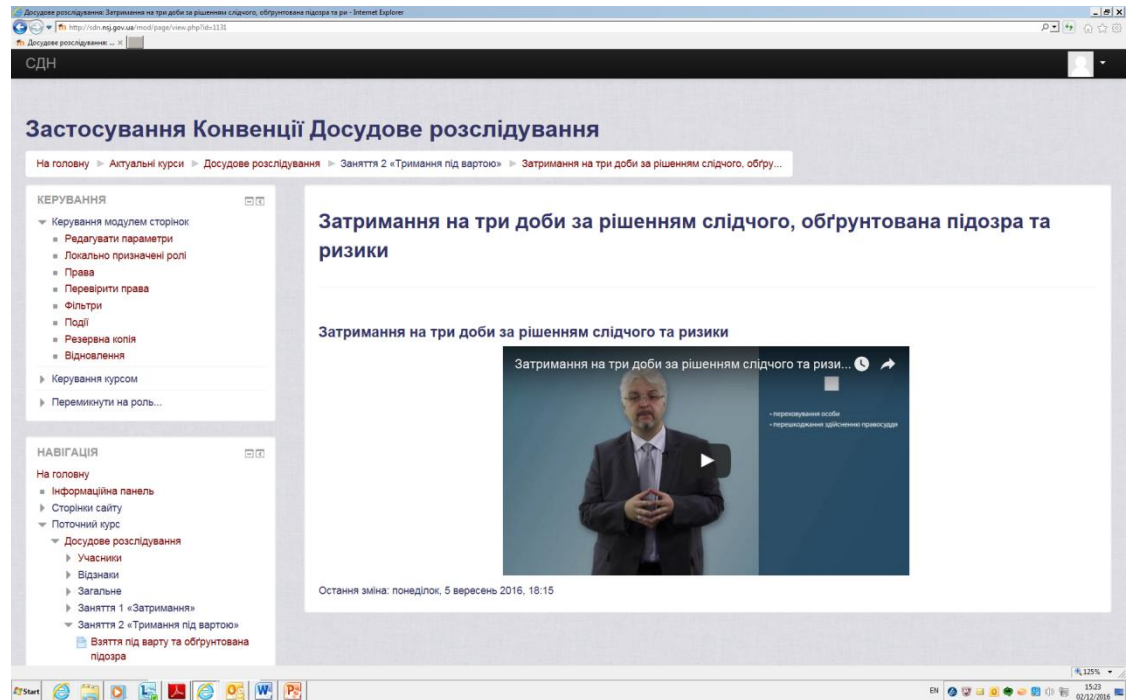 Досудове розслідування: Затримання на три доби за рішенням слідчого, обґрунтована підозра та ри - Internet Explorer
http://sdn.nsj.gov.ua/mod/page/view.php?id=1131
Досудове розслідування: ...
СДН
Застосування Конвенції Досудове розслідування
На головну Актуальні курси Досудове розслідування Заняття 2 «Тримання під вартою» Затримання на три доби за рішенням слідчого, обґру...
КЕРУВАННЯ
Керування модулем сторінок
Редагувати параметри
Локально призначені ролі
Права
Перевірити права
Фільтри
Події
Резервна копія
Відновлення
Керування курсом
Перемикнути на роль...
НАВІГАЦІЯ
На головну
Інформаційна панель
Сторінки сайту
Поточний курс
Досудове розслідування
Учасники
Відзнаки
Загальне
Заняття 1 «Затримання»
Заняття 2 «Тримання під вартою»
Взяття під варту та обґрунтована
підозра
Затримання на три доби за рішенням слідчого, обґрунтована підозра та
ризики
Затримання на три доби за рішенням слідчого та ризики
Затримання на три доби за рішенням слідчого та ризи...
- переховування особи
- перешкоджання здійсненню правосуддя
Остання зміна: понеділок, 5 вересень 2016, 18:15
125%
Start
EN
15:23
02/12/2016